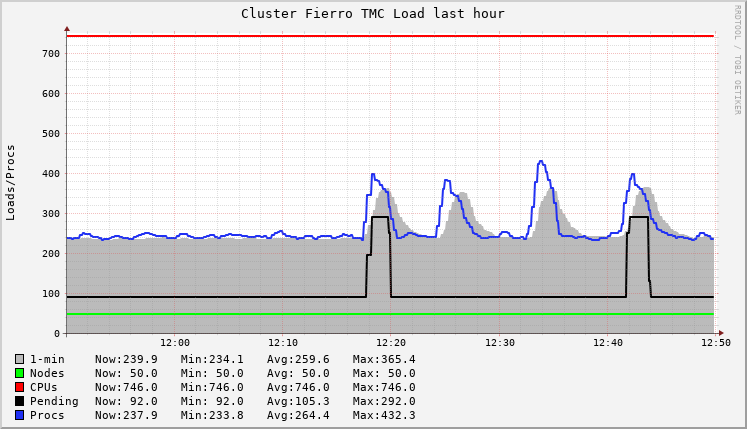 Cluster Fierro TMC Load last hour
RRDTOOL / TOBI OETIKER
Loads/Procs
700
600
500
400
300
200
100
0
12:00 12:10 12:20 12:30 12:40 12:50
1-min Now:239.9 Min:234.1 Avg:259.6 Max:365.4
Nodes Now: 50.0 Min: 50.0 Avg: 50.0 Max: 50.0
CPUs Now:746.0 Min:746.0 Avg:746.0 Max:746.0
Pending Now: 92.0 Min: 92.0 Avg:105.3 Max:292.0
Procs Now:237.9 Min:233.8 Avg:264.4 Max:432.3